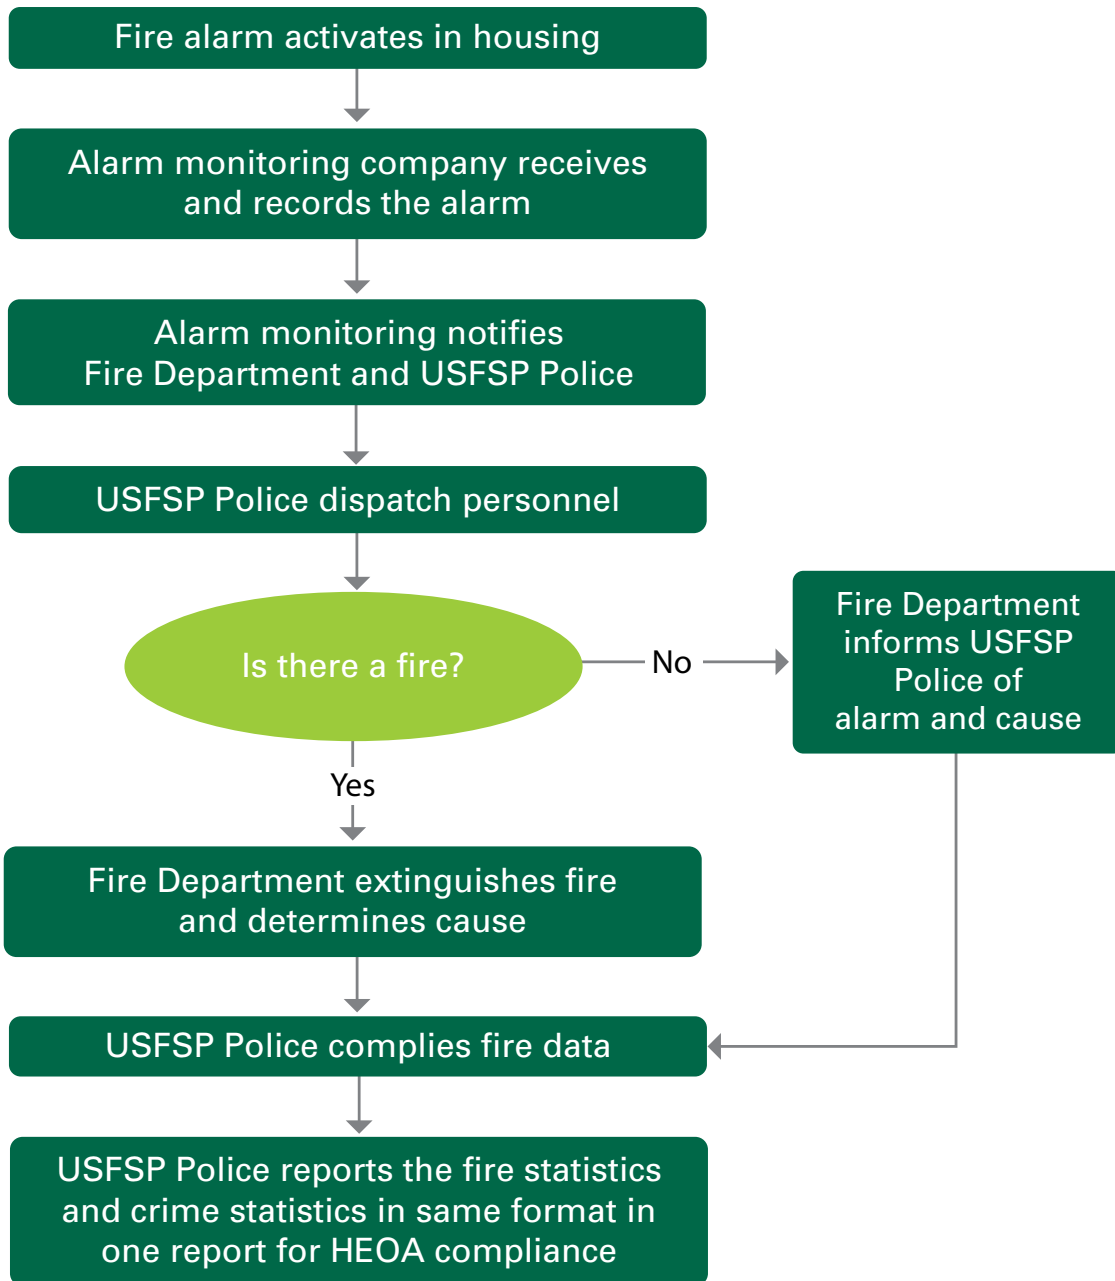 Fire alarm activates in housing
Alarm monitoring company receives
and records the alarm
Alarm monitoring notifies
Fire Department and USFSP Police
USFSP Police dispatch personnel
Is there a fire?
No
Fire Department
informs USFSP
Police of
alarm and cause
Yes
Fire Department extinguishes fire
and determines cause
USFSP Police complies fire data
USFSP Police reports the fire statistics
and crime statistics in same format in
one report for HEOA compliance